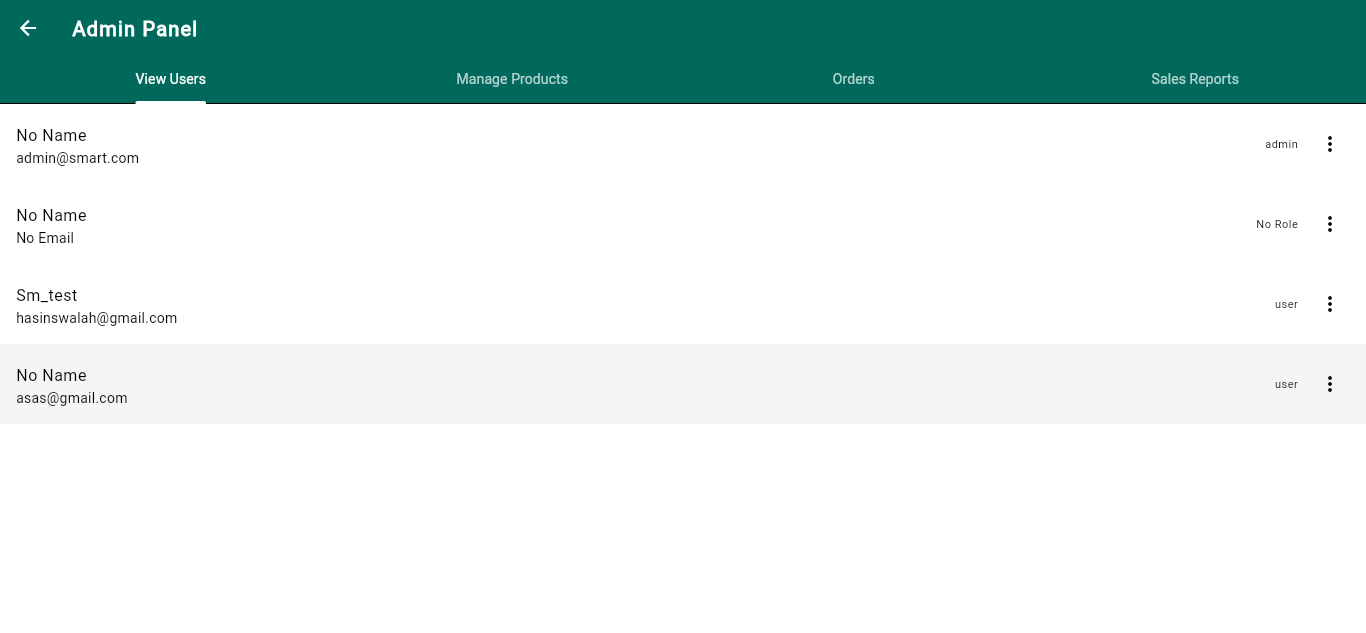 Admin Panel
View Users
Manage Products
Orders
Sales Reports
No Name
admin@smart.com
admin
No Name
No Email
No Role
Sm_test
hasinswalah@gmail.com
user
No Name
asas@gmail.com
user